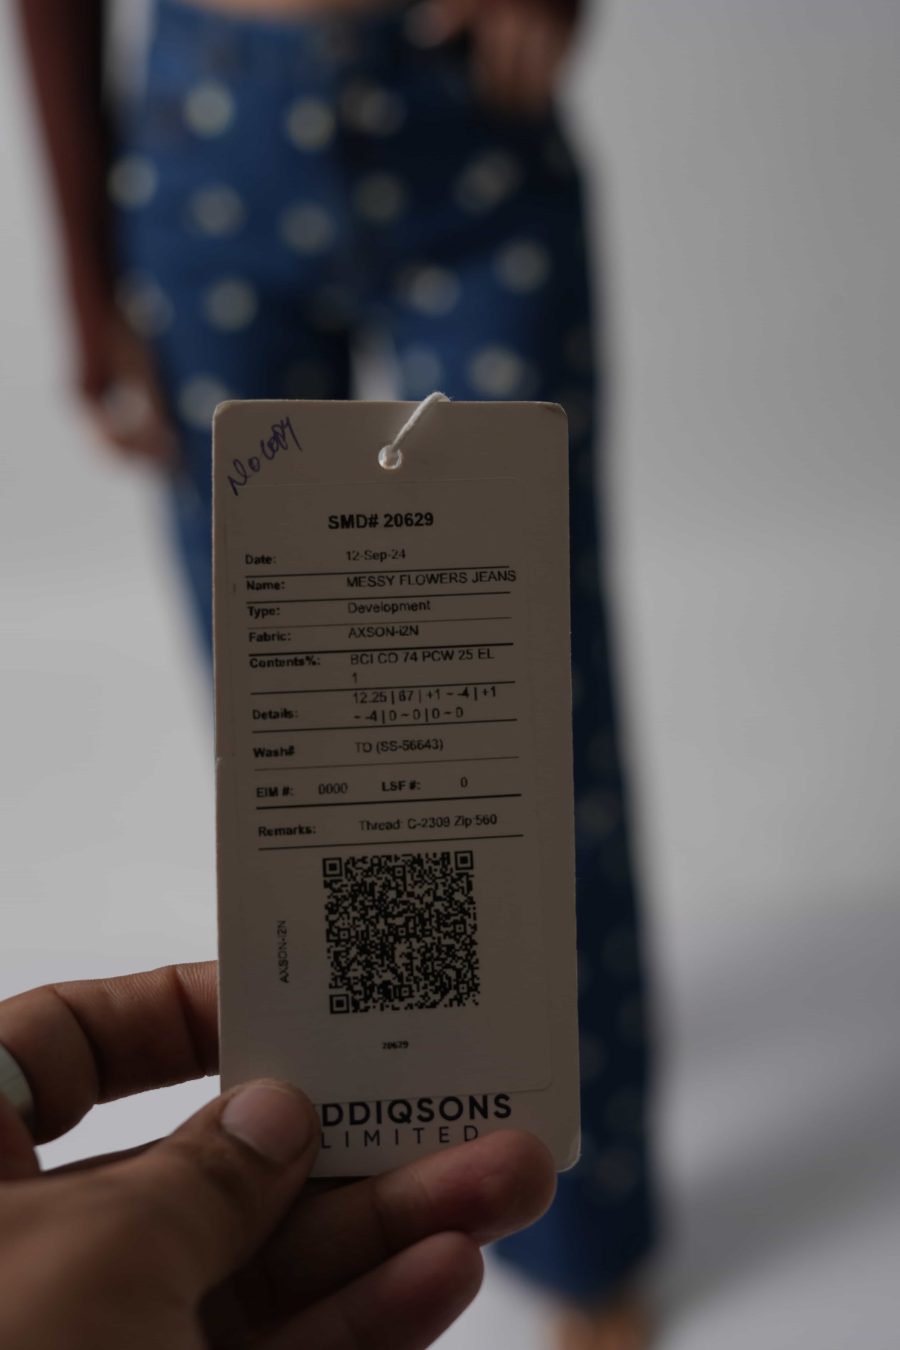 No copy
SMD# 20629
Date: 12-Sep-24
Name: MESSY FLOWERS JEANS
Type: Development
Fabric: AXSON-i2N
Contents%: BCI CO 74 PCW 25 EL
1
12.25 | 67 | +1 ~ -4 | +1
Details: ~ -4 | 0 ~ 0 | 0 ~ 0
Wash# TO (SS-56643)
EIM #: 0000 LSF #: 0
Remarks: Thread: C-2309 Zip:560
AXSON-i2N
20629
DDIQSONS
LIMITED